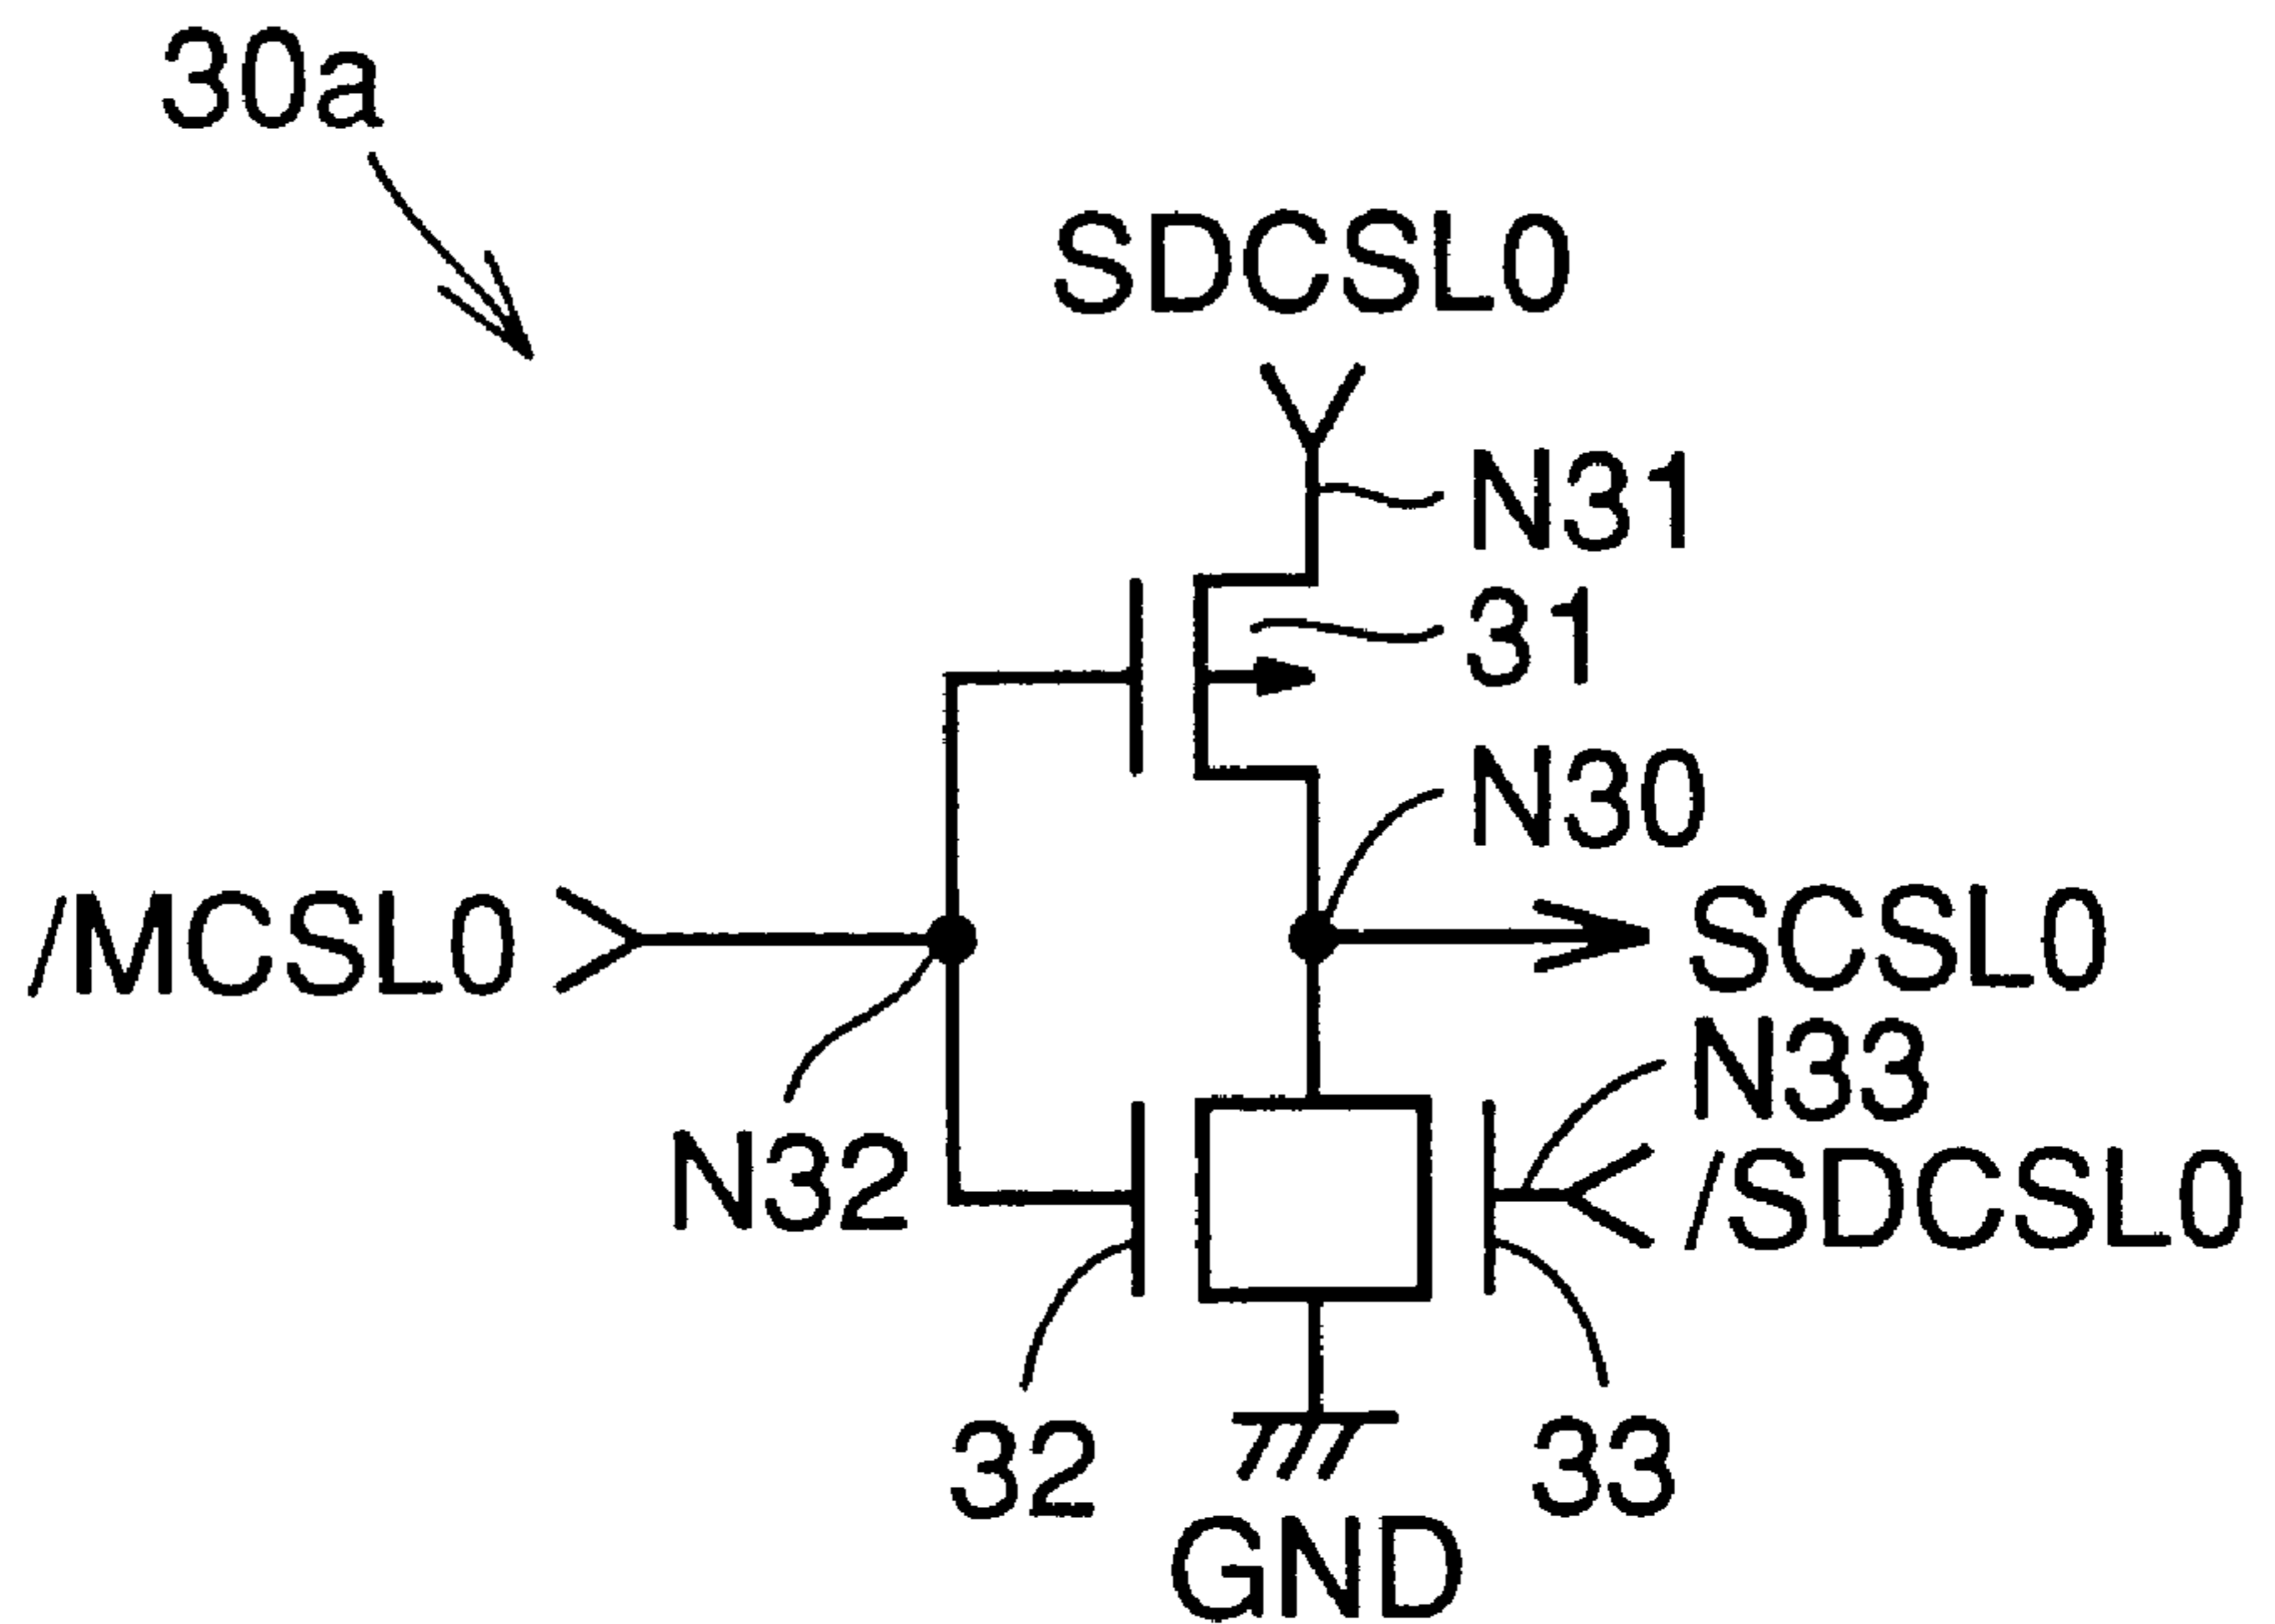 30a
SDCSL0
N31
31
N30
/MCSL0
SCSL0
N33
N32
/SDCSL0
32
33
GND